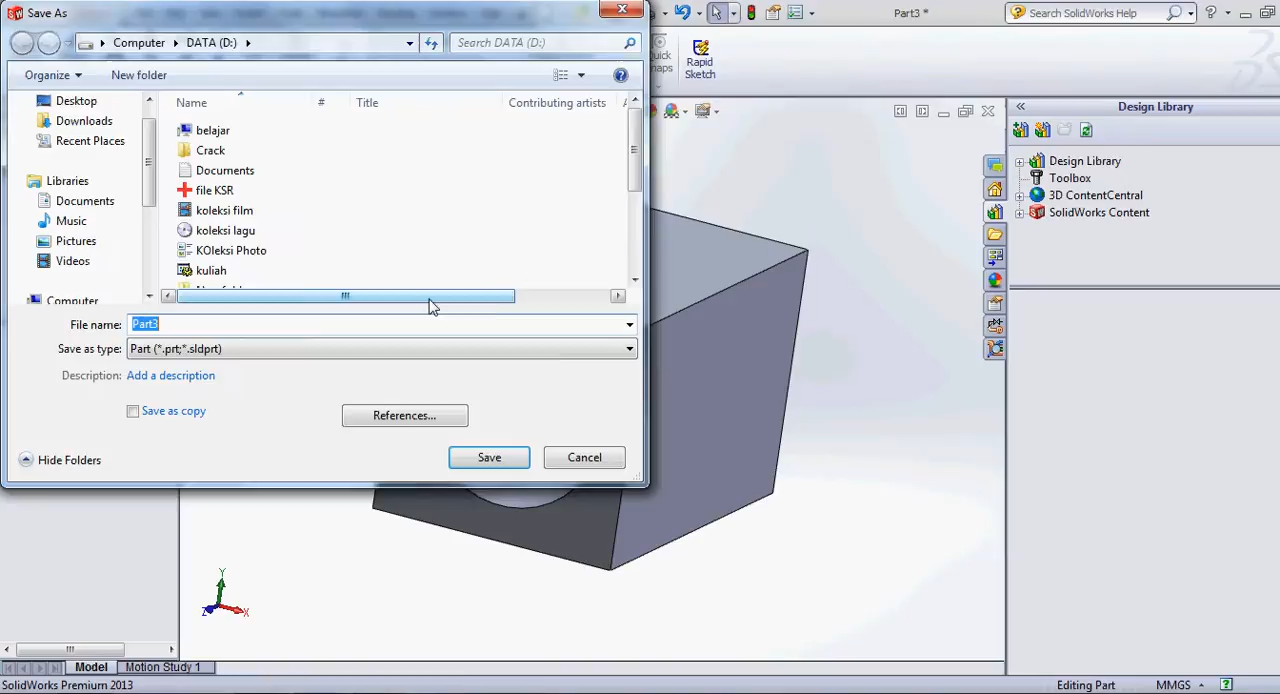 Save As
Part3 *
Search SolidWorks Help
Computer
DATA (D:)
Search DATA (D:)
Rapid
Sketch
Organize
New folder
Design Library
Desktop
Downloads
Recent Places
Libraries
Documents
Music
Pictures
Videos
Computer
Name
#
Title
Contributing artists
belajar
Crack
Documents
file KSR
koleksi film
koleksi lagu
KOleksi Photo
kuliah
Design Library
Toolbox
3D ContentCentral
SolidWorks Content
File name: Part3
Save as type: Part (*.prt;*.sldprt)
Description: Add a description
Save as copy
References...
Hide Folders
Save
Cancel
Y
X
Z
Model
Motion Study 1
SolidWorks Premium 2013
Editing Part
MMGS